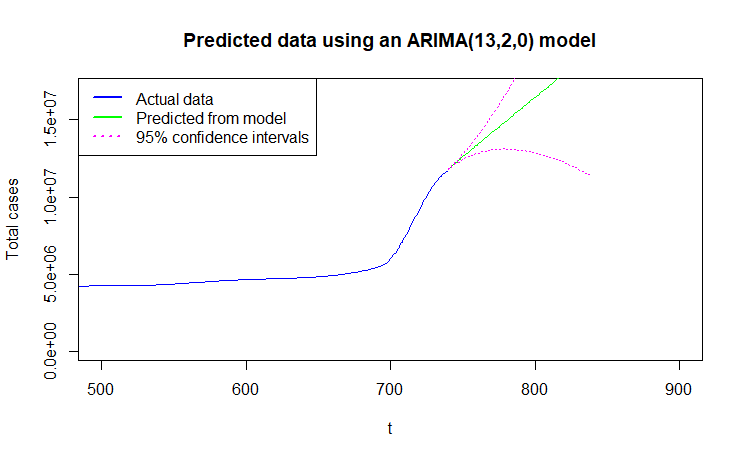 Predicted data using an ARIMA(13,2,0) model
Actual data
Predicted from model
95% confidence intervals
Total cases
1.5e+07
1.0e+07
5.0e+06
0.0e+00
500 600 700 800 900
t